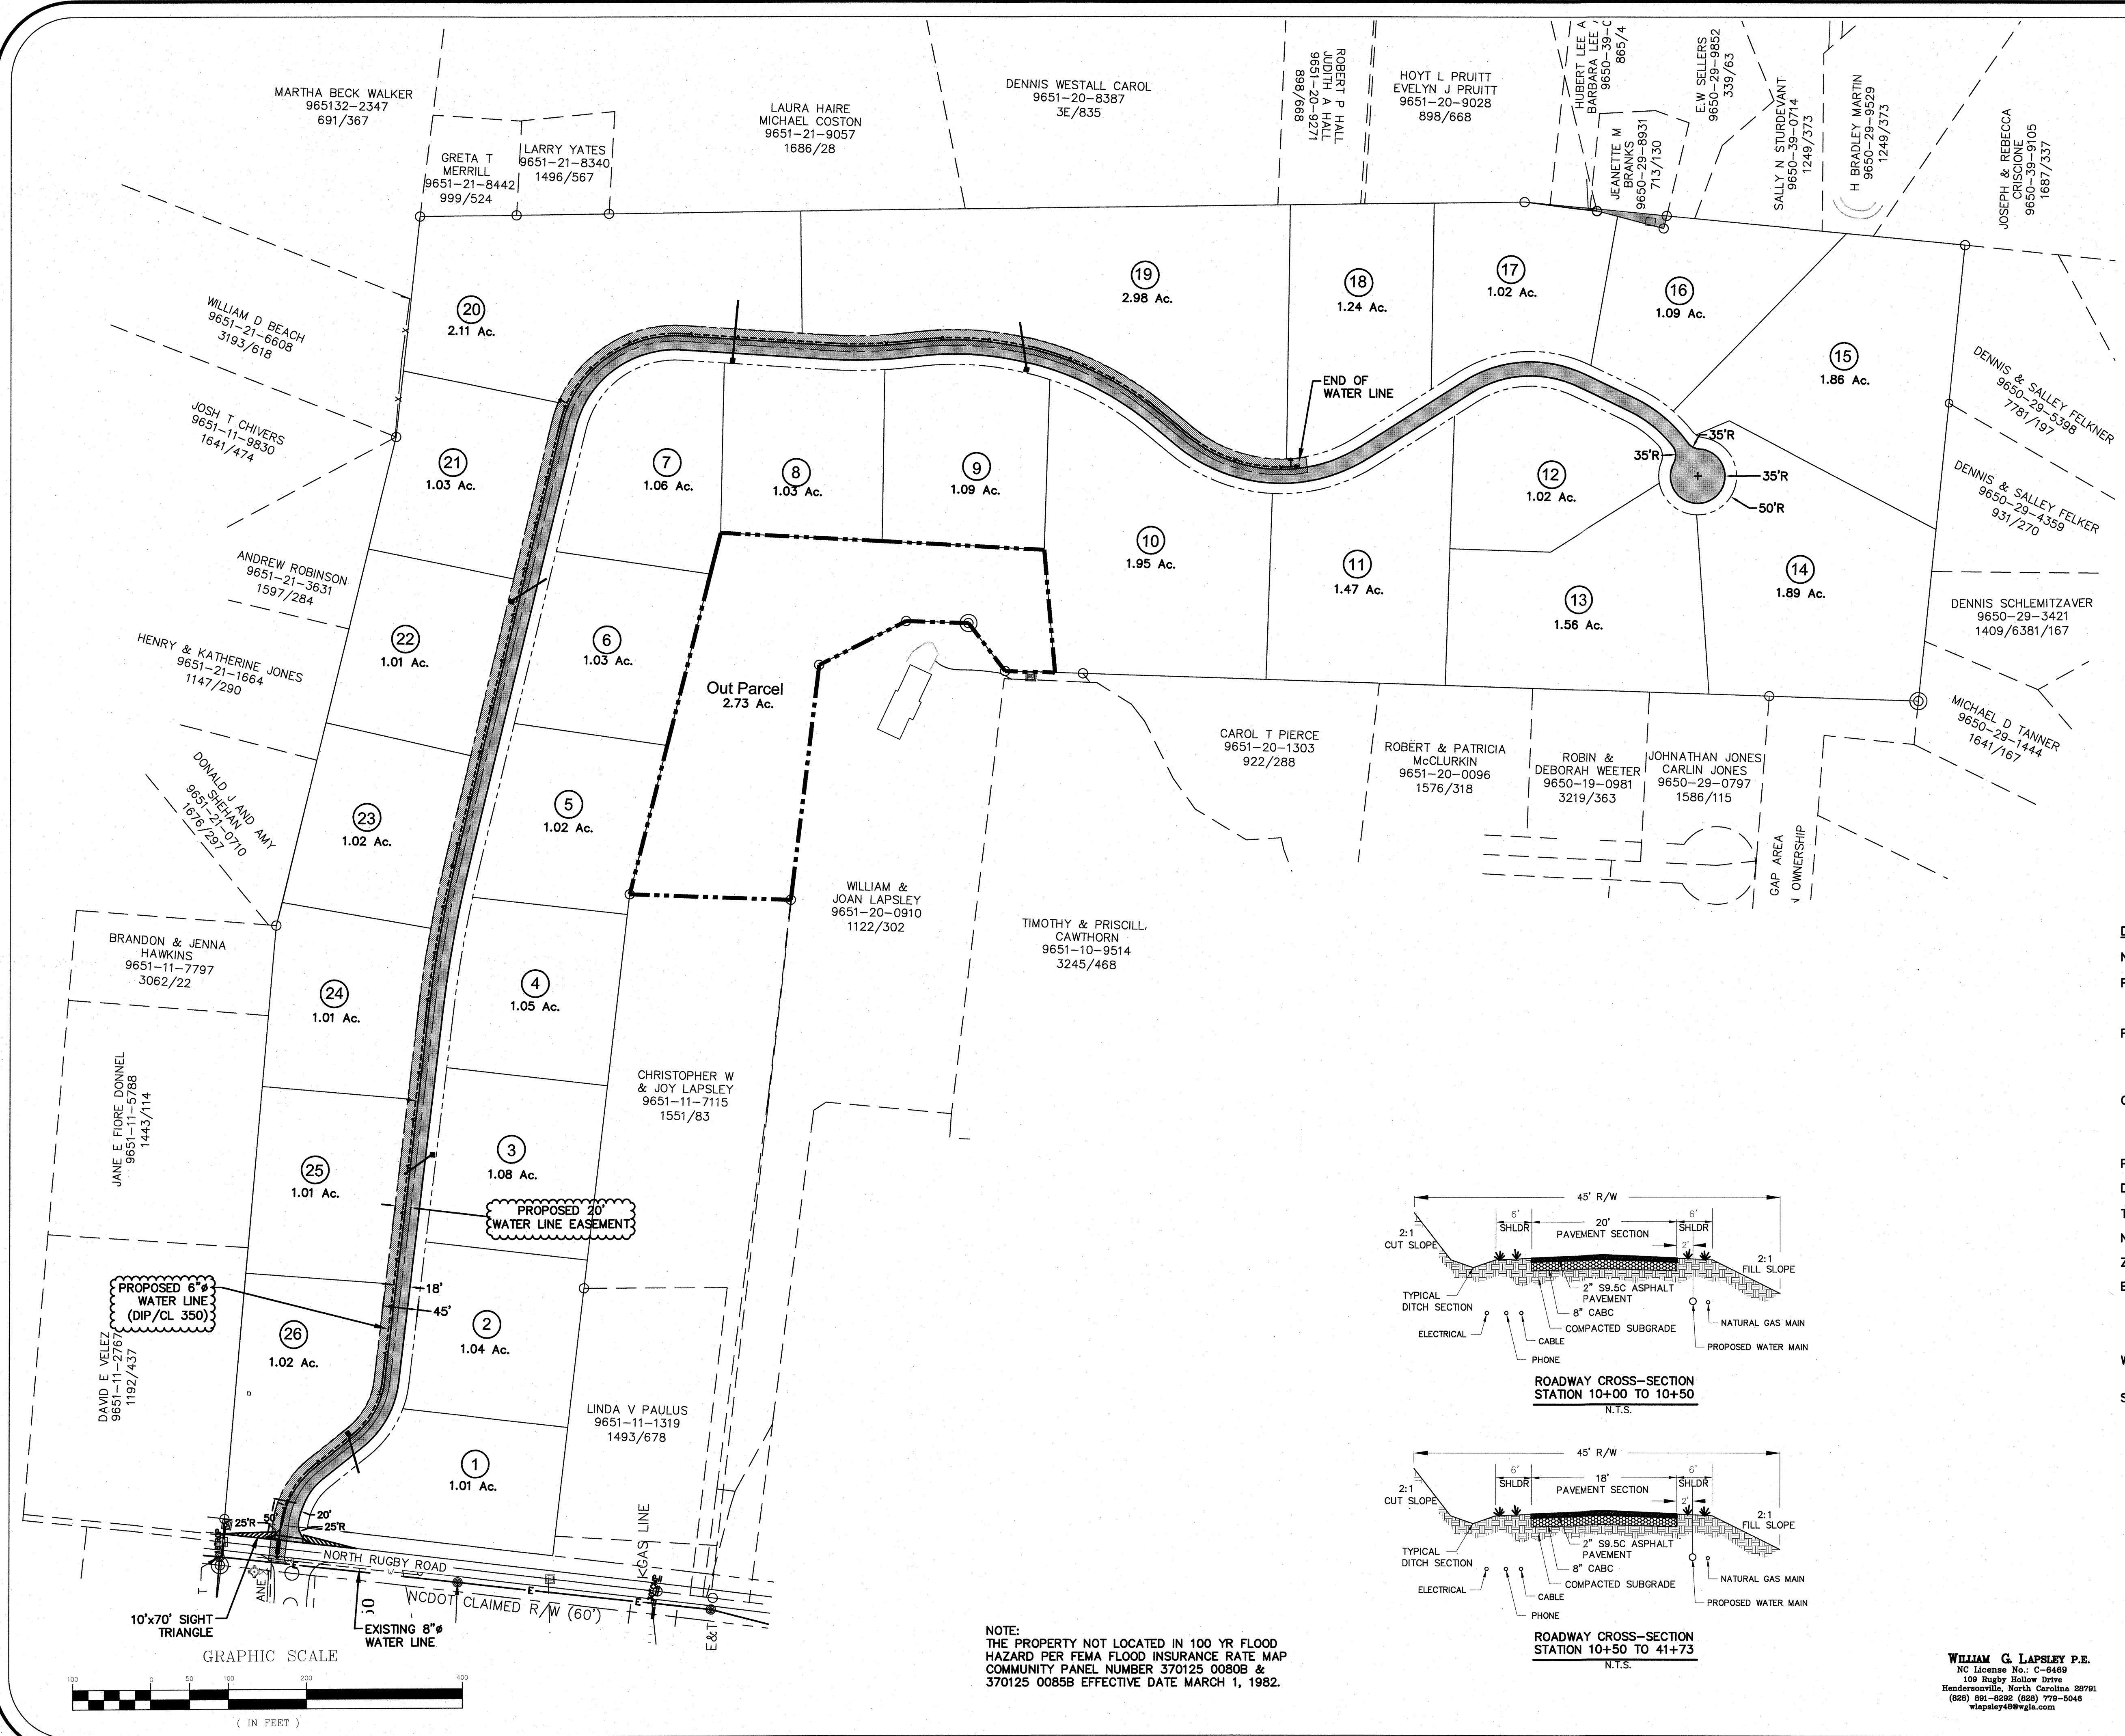 MARTHA BECK WALKER
965132-2347
691/367
GRETA T
MERRILL
9651-21-8442
999/524
LARRY YATES
9651-21-8340
1496/567
LAURA HAIRE
MICHAEL COSTON
9651-21-9057
1686/28
DENNIS WESTALL CAROL
9651-20-8387
3E/835
ROBERT P HALL
JUDITH A HALL
9651-20-9271
898/668
HOYT L PRUITT
EVELYN J PRUITT
9651-20-9028
898/668
HUBERT LEE A
BARBARA LEE
9650-39-
865/4
JEANETTE M
BRANKS
9650-29-8931
713/130
E.W SELLERS
9650-29-9852
339/63
SALLY N STURDEVANT
9650-39-0714
1249/373
H BRADLEY MARTIN
9650-29-9529
1249/373
JOSEPH & REBECCA
CRISCIONE
9650-39-9105
1687/337
WILLIAM D BEACH
9651-21-6608
3193/618
JOSH T CHIVERS
9651-11-9830
1641/474
ANDREW ROBINSON
9651-21-3631
1597/284
HENRY & KATHERINE JONES
9651-21-1664
1147/290
DONALD J AND AMY
SHEHAN
9651-21-0710
1676/297
BRANDON & JENNA
HAWKINS
9651-11-7797
3062/22
JANE E FIORE DONNEL
9651-11-5788
1443/114
DAVID E VELEZ
9651-11-2767
1192/437
20
2.11 Ac.
19
2.98 Ac.
18
1.24 Ac.
17
1.02 Ac.
16
1.09 Ac.
15
1.86 Ac.
DENNIS & SALLEY FELKNER
9650-29-5398
7781/197
DENNIS & SALLEY FELKER
9650-29-4359
931/270
DENNIS SCHLEMITZAVER
9650-29-3421
1409/6381/167
MICHAEL D TANNER
9650-29-1444
1641/167
END OF
WATER LINE
35'R
35'R
35'R
50'R
21
1.03 Ac.
7
1.06 Ac.
8
1.03 Ac.
9
1.09 Ac.
10
1.95 Ac.
11
1.47 Ac.
12
1.02 Ac.
13
1.56 Ac.
14
1.89 Ac.
22
1.01 Ac.
6
1.03 Ac.
Out Parcel
2.73 Ac.
23
1.02 Ac.
5
1.02 Ac.
24
1.01 Ac.
4
1.05 Ac.
25
1.01 Ac.
3
1.08 Ac.
26
1.02 Ac.
2
1.04 Ac.
1
1.01 Ac.
CAROL T PIERCE
9651-20-1303
922/288
ROBERT & PATRICIA
McCLURKIN
9651-20-0096
1576/318
ROBIN &
DEBORAH WEETER
9650-19-0981
3219/363
JOHNATHAN JONES
CARLIN JONES
9650-29-0797
1586/115
GAP AREA
OWNERSHIP
WILLIAM &
JOAN LAPSLEY
9651-20-0910
1122/302
TIMOTHY & PRISCILL
CAWTHORN
9651-10-9514
3245/468
CHRISTOPHER W
& JOY LAPSLEY
9651-11-7115
1551/83
LINDA V PAULUS
9651-11-1319
1493/678
PROPOSED 20'
WATER LINE EASEMENT
PROPOSED 6"ø
WATER LINE
(DIP/CL 350)
18'
45'
25'R
50'
20'
25'R
NORTH RUGBY ROAD
NCDOT CLAIMED R/W (60')
GAS LINE
E&T
T
E
E
E
10'x70' SIGHT
TRIANGLE
EXISTING 8"ø
WATER LINE
GRAPHIC SCALE
100 0 50 100 200 400
( IN FEET )
NOTE:
THE PROPERTY NOT LOCATED IN 100 YR FLOOD
HAZARD PER FEMA FLOOD INSURANCE RATE MAP
COMMUNITY PANEL NUMBER 370125 0080B &
370125 0085B EFFECTIVE DATE MARCH 1, 1982.
45' R/W
6' 20' 6'
SHLDR PAVEMENT SECTION SHLDR
2'
2:1
CUT SLOPE
2:1
FILL SLOPE
TYPICAL
DITCH SECTION
2" S9.5C ASPHALT
PAVEMENT
8" CABC
COMPACTED SUBGRADE
ELECTRICAL
CABLE
PHONE
NATURAL GAS MAIN
PROPOSED WATER MAIN
ROADWAY CROSS-SECTION
STATION 10+00 TO 10+50
N.T.S.
45' R/W
6' 18' 6'
SHLDR PAVEMENT SECTION SHLDR
2'
2:1
CUT SLOPE
2:1
FILL SLOPE
TYPICAL
DITCH SECTION
2" S9.5C ASPHALT
PAVEMENT
8" CABC
COMPACTED SUBGRADE
ELECTRICAL
CABLE
PHONE
NATURAL GAS MAIN
PROPOSED WATER MAIN
ROADWAY CROSS-SECTION
STATION 10+50 TO 41+73
N.T.S.
WILLIAM G. LAPSLEY P.E.
NC License No.: C-6469
109 Rugby Hollow Drive
Hendersonville, North Carolina 28791
(828) 891-8292 (828) 779-5046
wlapsley48@wgla.com